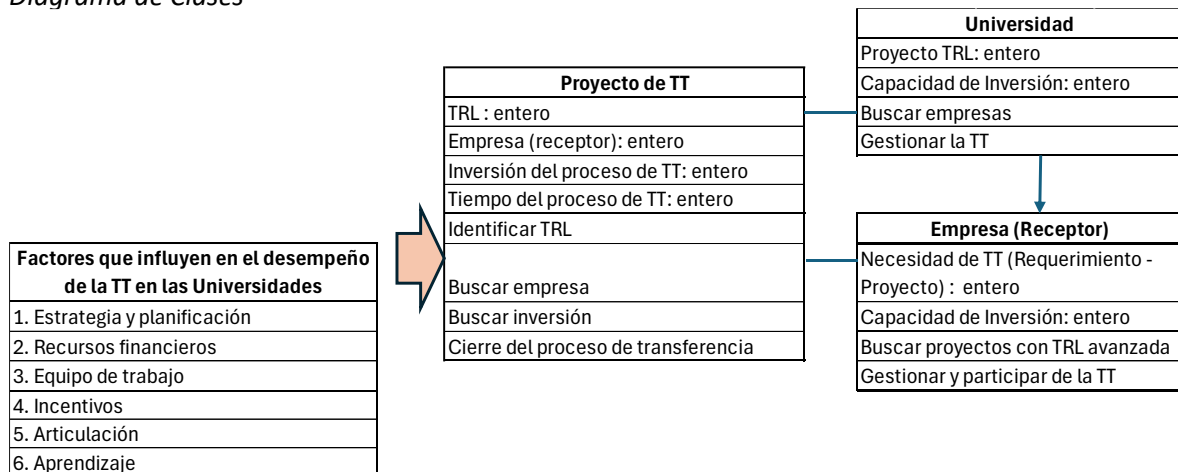 Diagrama de Clases
Universidad
Proyecto TRL: entero
Capacidad de Inversión: entero
Buscar empresas
Gestionar la TT
Proyecto de TT
TRL : entero
Empresa (receptor): entero
Inversión del proceso de TT: entero
Tiempo del proceso de TT: entero
Identificar TRL
Buscar empresa
Buscar inversión
Cierre del proceso de transferencia
Empresa (Receptor)
Necesidad de TT (Requerimiento -
Proyecto) : entero
Capacidad de Inversión: entero
Buscar proyectos con TRL avanzada
Gestionar y participar de la TT
Factores que influyen en el desempeño
de la TT en las Universidades
1. Estrategia y planificación
2. Recursos financieros
3. Equipo de trabajo
4. Incentivos
5. Articulación
6. Aprendizaje